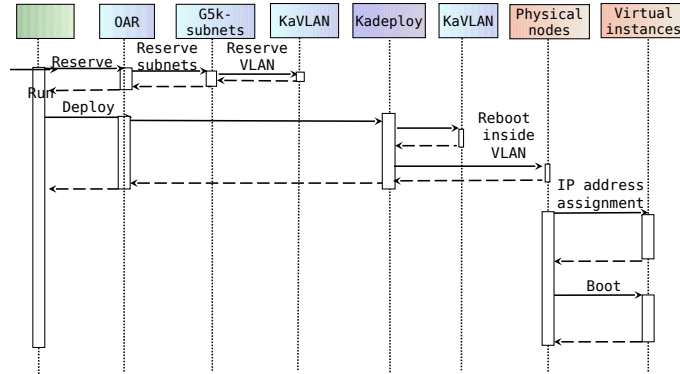 OAR
G5k-
subnets
KaVLAN
Kadeploy
KaVLAN
Physical
nodes
Virtual
instances
Reserve
Reserve
subnets
Reserve
VLAN
Run
Deploy
Reboot
inside
VLAN
IP address
assignment
Boot